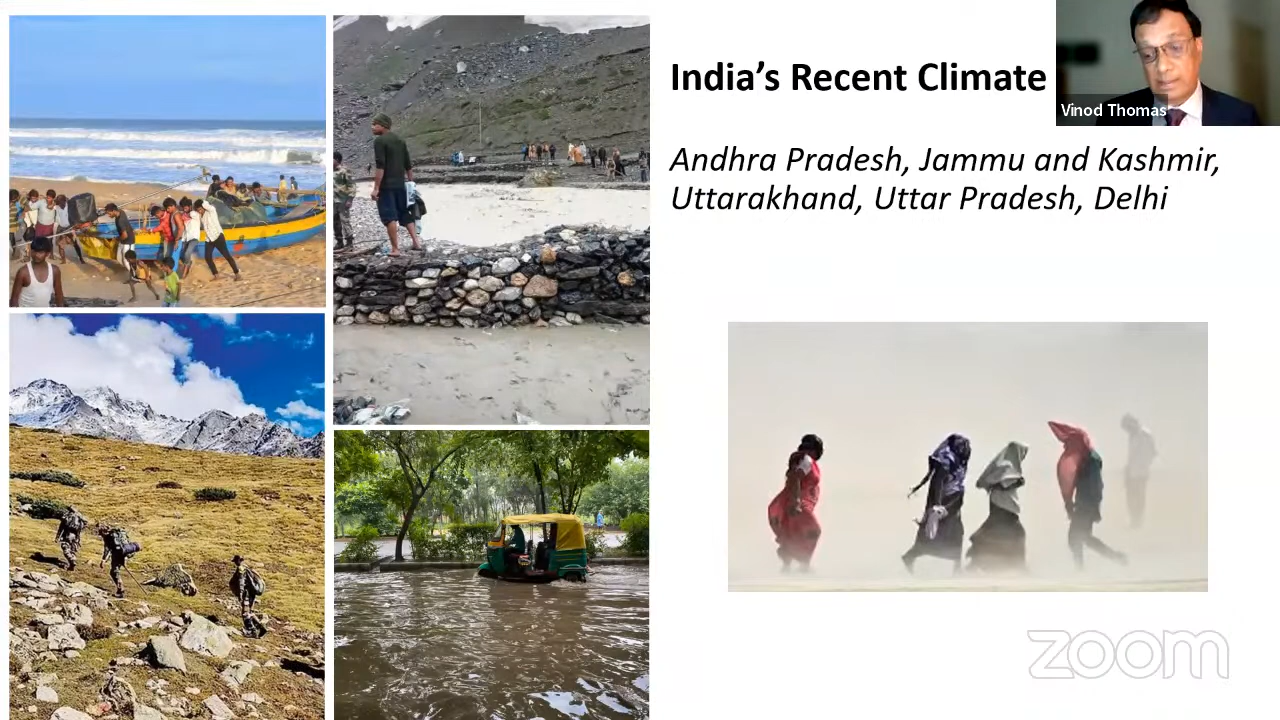 India’s Recent Climate
Vinod Thomas
Andhra Pradesh, Jammu and Kashmir,
Uttarakhand, Uttar Pradesh, Delhi
zoom